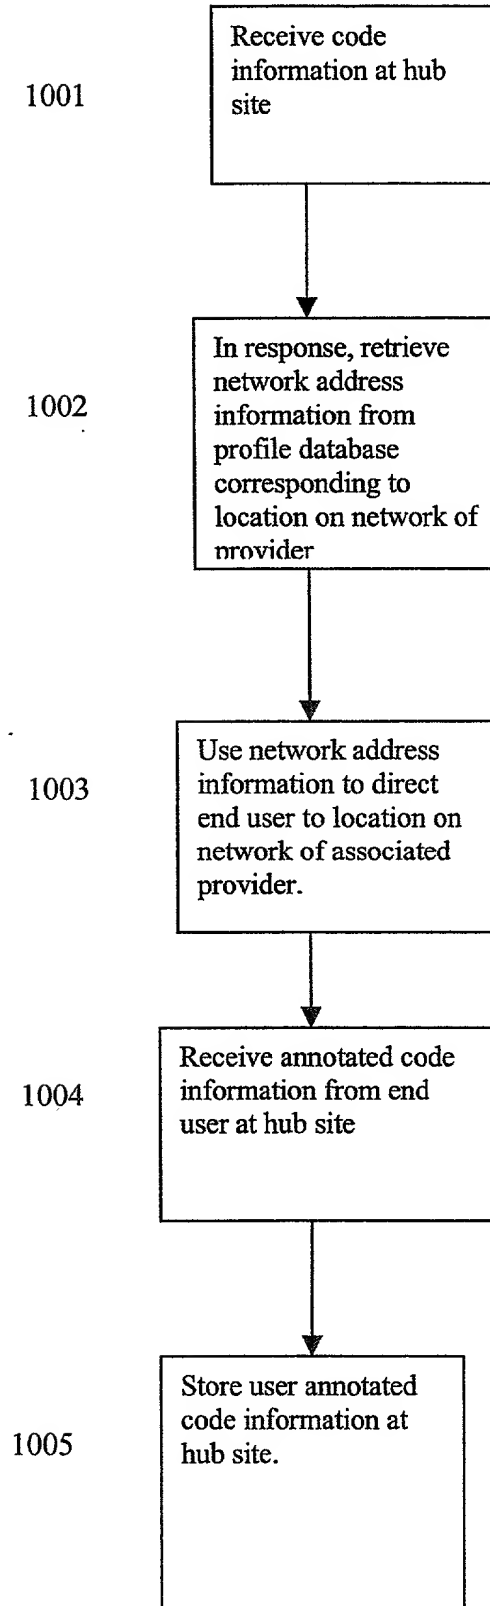 1001
Receive code
information at hub
site
1002
In response, retrieve
network address
information from
profile database
corresponding to
location on network of
provider
1003
Use network address
information to direct
end user to location on
network of associated
provider.
1004
Receive annotated code
information from end
user at hub site
1005
Store user annotated
code information at
hub site.